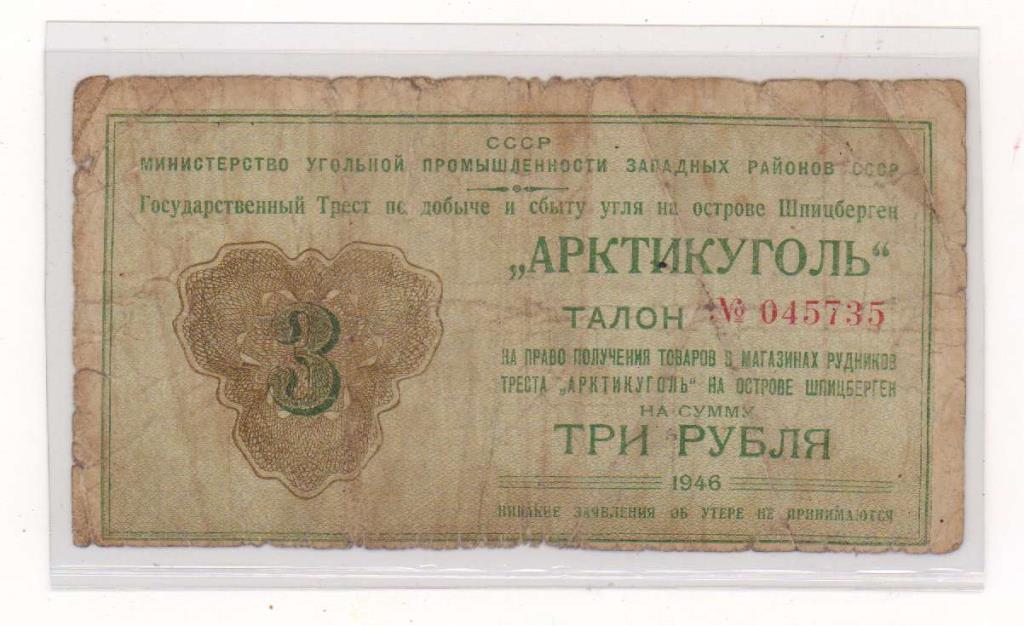 СССР
МИНИСТЕРСТВО УГОЛЬНОЙ ПРОМЫШЛЕННОСТИ ЗАПАДНЫХ РАЙОНОВ СССР
Государственный Трест по добыче и сбыту угля на острове Шпицберген
„АРКТИКУГОЛЬ“
ТАЛОН № 045735
НА ПРАВО ПОЛУЧЕНИЯ ТОВАРОВ В МАГАЗИНАХ РУДНИКОВ
ТРЕСТА „АРКТИКУГОЛЬ“ НА ОСТРОВЕ ШПИЦБЕРГЕН
НА СУММУ
3
ТРИ РУБЛЯ
1946
НИКАКИЕ ЗАЯВЛЕНИЯ ОБ УТЕРЕ НЕ ПРИНИМАЮТСЯ